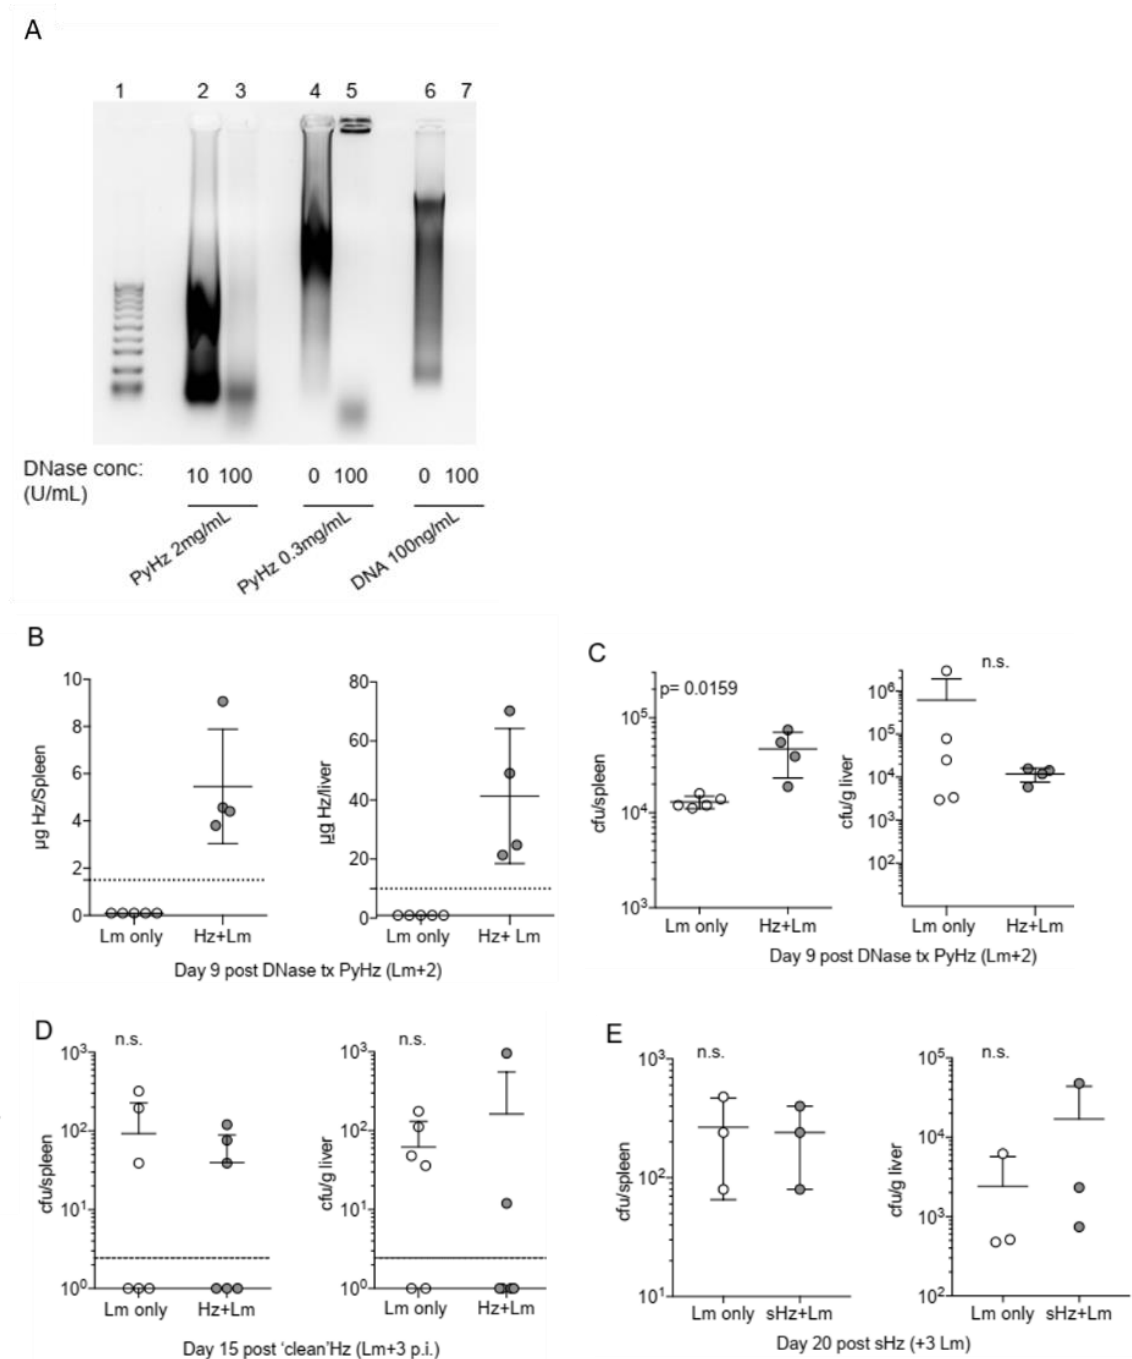 A
1 2 3 4 5 6 7
DNase conc:
(U/mL)
10 100 0 100 0 100
PyHz 2mg/mL
PyHz 0.3mg/mL
DNA 100ng/mL
B
10
8
6
4
2
0
µg Hz/Spleen
Lm only Hz+Lm
80
60
40
20
0
µg Hz/liver
Lm only Hz+ Lm
Day 9 post DNase tx PyHz (Lm+2)
C
p= 0.0159
10⁵
10⁴
10³
cfu/spleen
Lm only Hz+Lm
n.s.
10⁶
10⁵
10⁴
10³
10²
cfu/g liver
Lm only Hz+Lm
Day 9 post DNase tx PyHz (Lm+2)
D
n.s.
10³
10²
10¹
10⁰
cfu/spleen
Lm only Hz+Lm
n.s.
10³
10²
10¹
10⁰
cfu/g liver
Lm only Hz+Lm
Day 15 post ‘clean’Hz (Lm+3 p.i.)
E
n.s.
10³
10²
10¹
cfu/spleen
Lm only sHz+Lm
n.s.
10⁵
10⁴
10³
10²
cfu/g liver
Lm only sHz+Lm
Day 20 post sHz (+3 Lm)